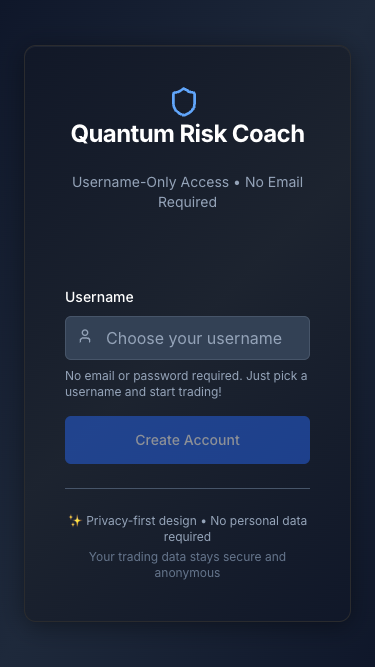 Quantum Risk Coach
Username-Only Access • No Email
Required
Username
Choose your username
No email or password required. Just pick a
username and start trading!
Create Account
✨ Privacy-first design • No personal data
required
Your trading data stays secure and
anonymous